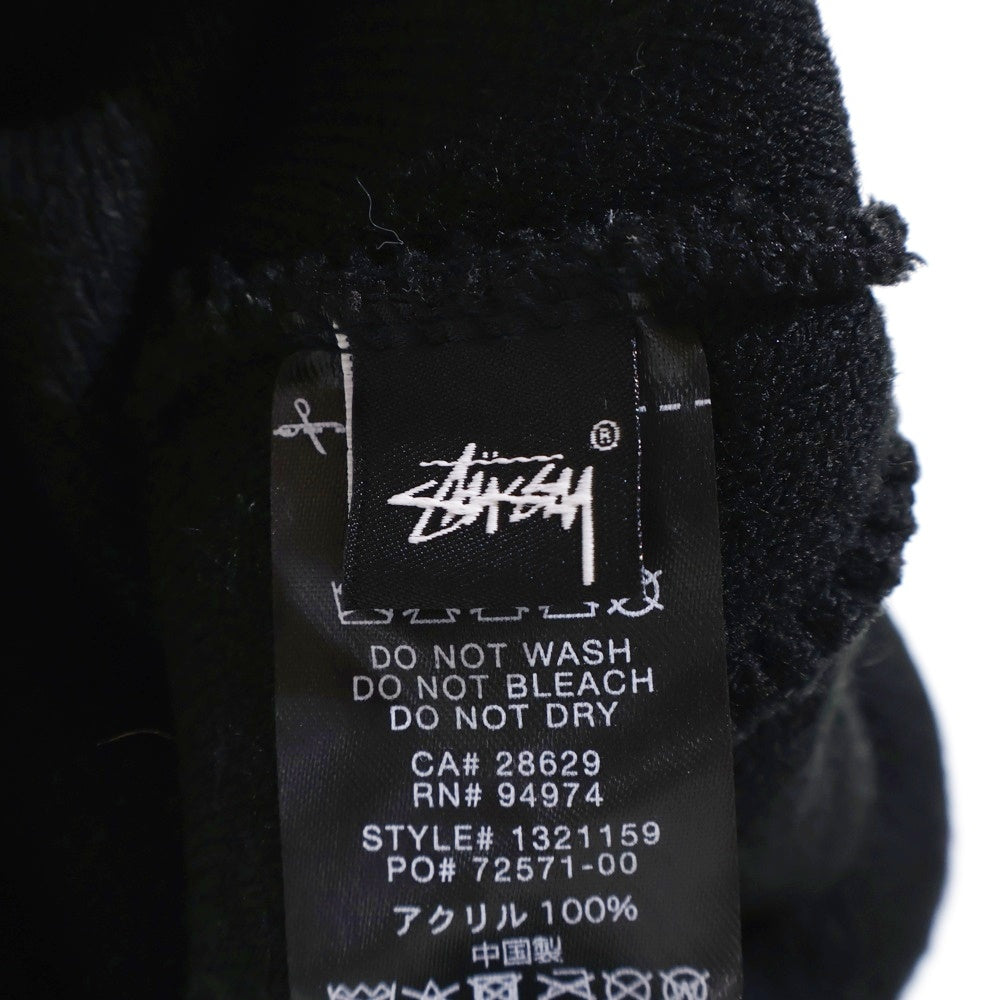 Stüssy ®
DO NOT WASH
DO NOT BLEACH
DO NOT DRY
CA# 28629
RN# 94974
STYLE# 1321159
PO# 72571-00
アクリル 100%
中国製